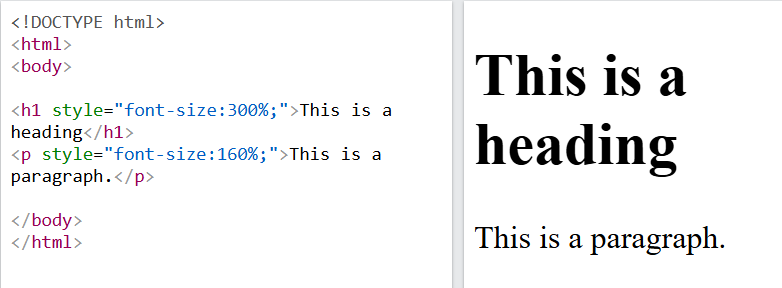 <!DOCTYPE html>
<html>
<body>
<h1 style="font-size:300%;">This is a
heading</h1>
<p style="font-size:160%;">This is a
paragraph.</p>
</body>
</html>
This is a
heading
This is a paragraph.